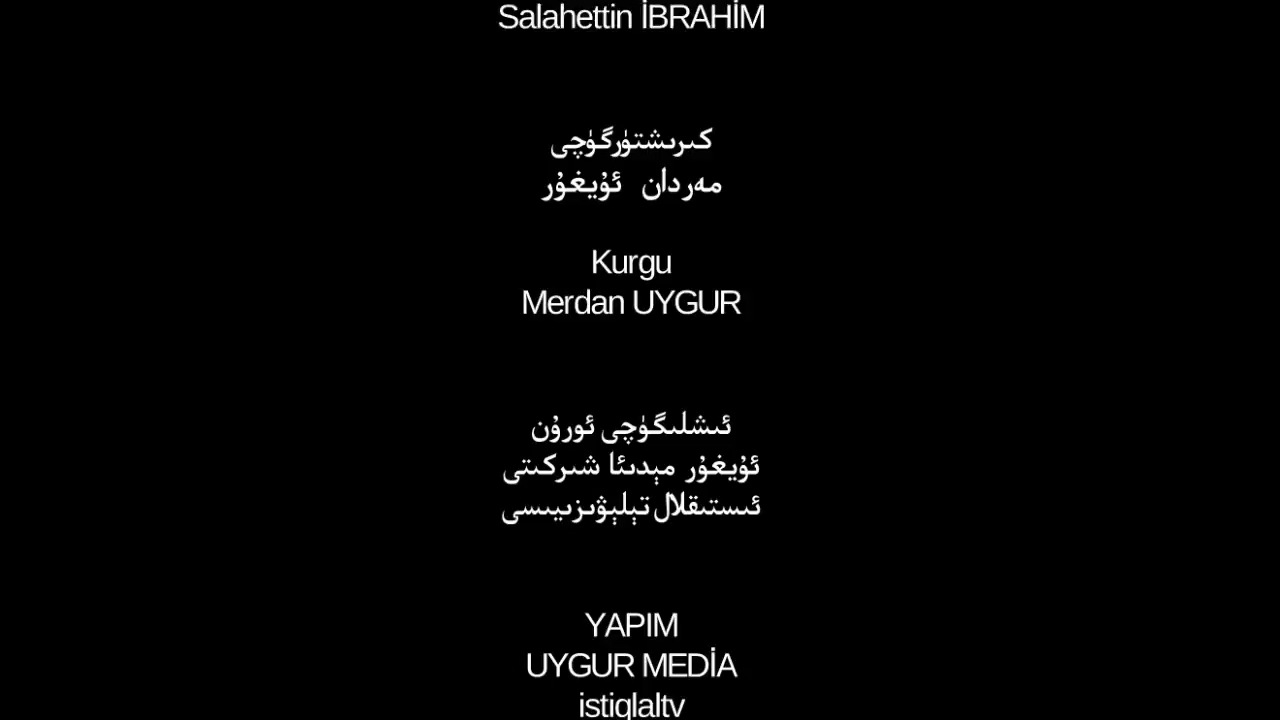 Salahettin İBRAHİM
كىرىشتۈرگۈچى
مەردان ئۇيغۇر
Kurgu
Merdan UYGUR
ئىشلىگۈچى ئورۇن
ئۇيغۇر مېدىئا شىركىتى
ئىستىقلال تېلېۋىزىيىسى
YAPIM
UYGUR MEDİA
istiqlaltv